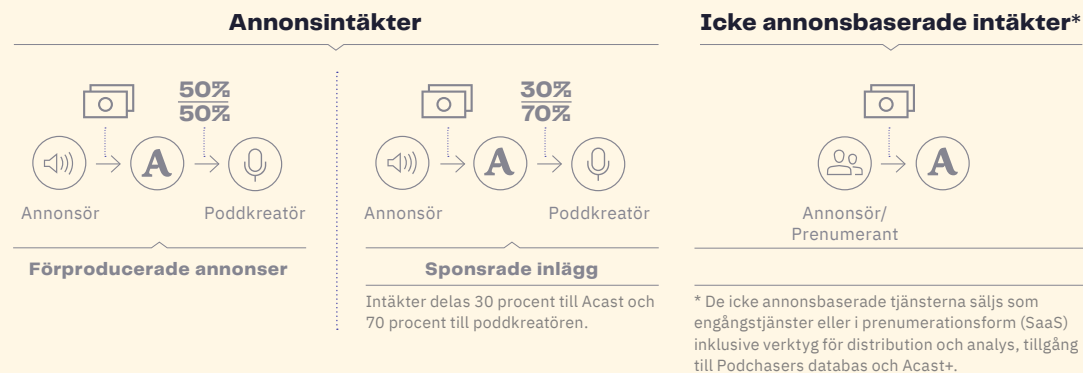 Annonsintäkter
50%
50%
A
Annonsör
Poddkreatör
Förproducerade annonser
30%
70%
A
Annonsör
Poddkreatör
Sponsrade inlägg
Intäkter delas 30 procent till Acast och
70 procent till poddkreatören.
Icke annonsbaserade intäkter*
A
Annonsör/
Prenumerant
* De icke annonsbaserade tjänsterna säljs som
engångstjänster eller i prenumerationsform (SaaS)
inklusive verktyg för distribution och analys, tillgång
till Podchasers databas och Acast+.